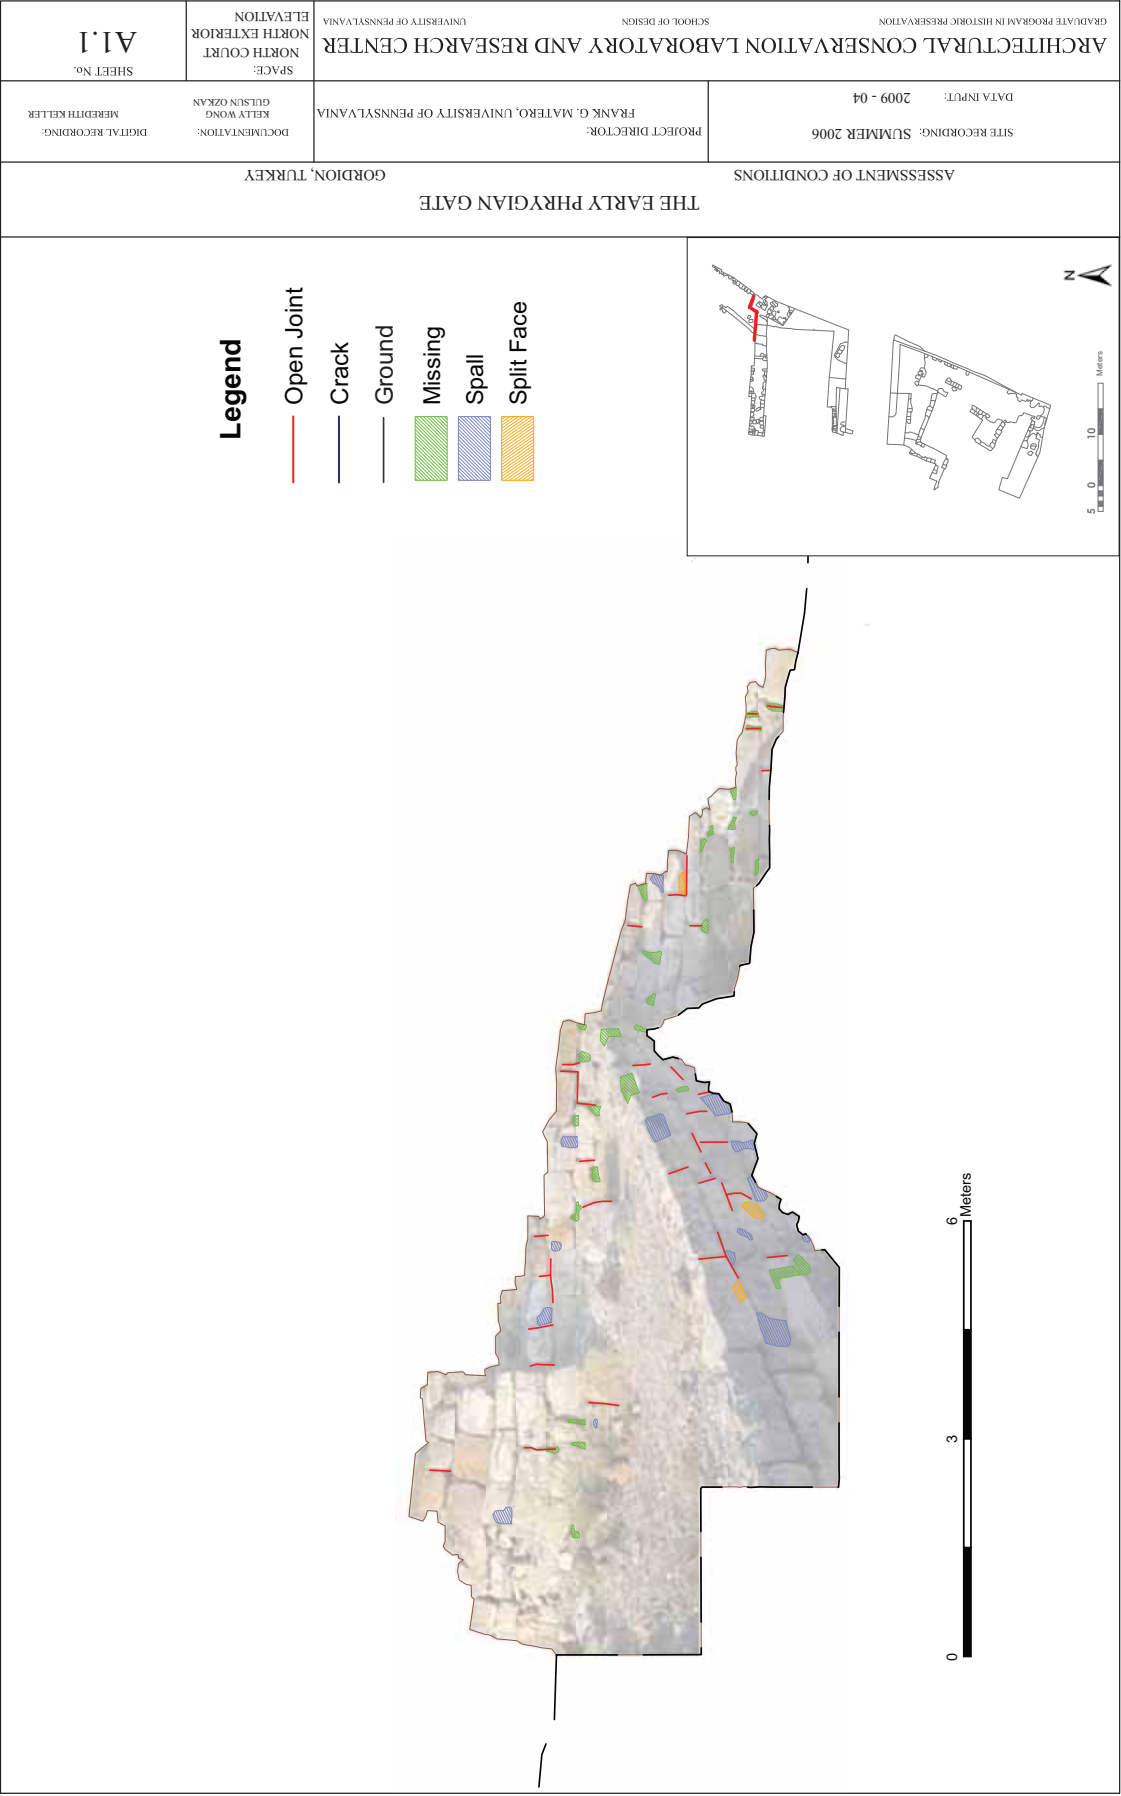 THE EARLY PHRYGIAN GATE
ASSESSMENT OF CONDITIONS
GORDION, TURKEY
SITE RECORDING: SUMMER 2006
DATA INPUT: 2009 - 04
PROJECT DIRECTOR:
FRANK G. MATERO, UNIVERSITY OF PENNSYLVANIA
DOCUMENTATION:
KELLY WONG
GULSUN OZKAN
DIGITAL RECORDING:
MEREDITH KELLER
ARCHITECTURAL CONSERVATION LABORATORY AND RESEARCH CENTER
GRADUATE PROGRAM IN HISTORIC PRESERVATION
SCHOOL OF DESIGN
UNIVERSITY OF PENNSYLVANIA
SPACE:
NORTH COURT
NORTH EXTERIOR
ELEVATION
SHEET No.
A1.1
Legend
Open Joint
Crack
Ground
Missing
Spall
Split Face
N
5 0 10 Meters
0 3 6 Meters